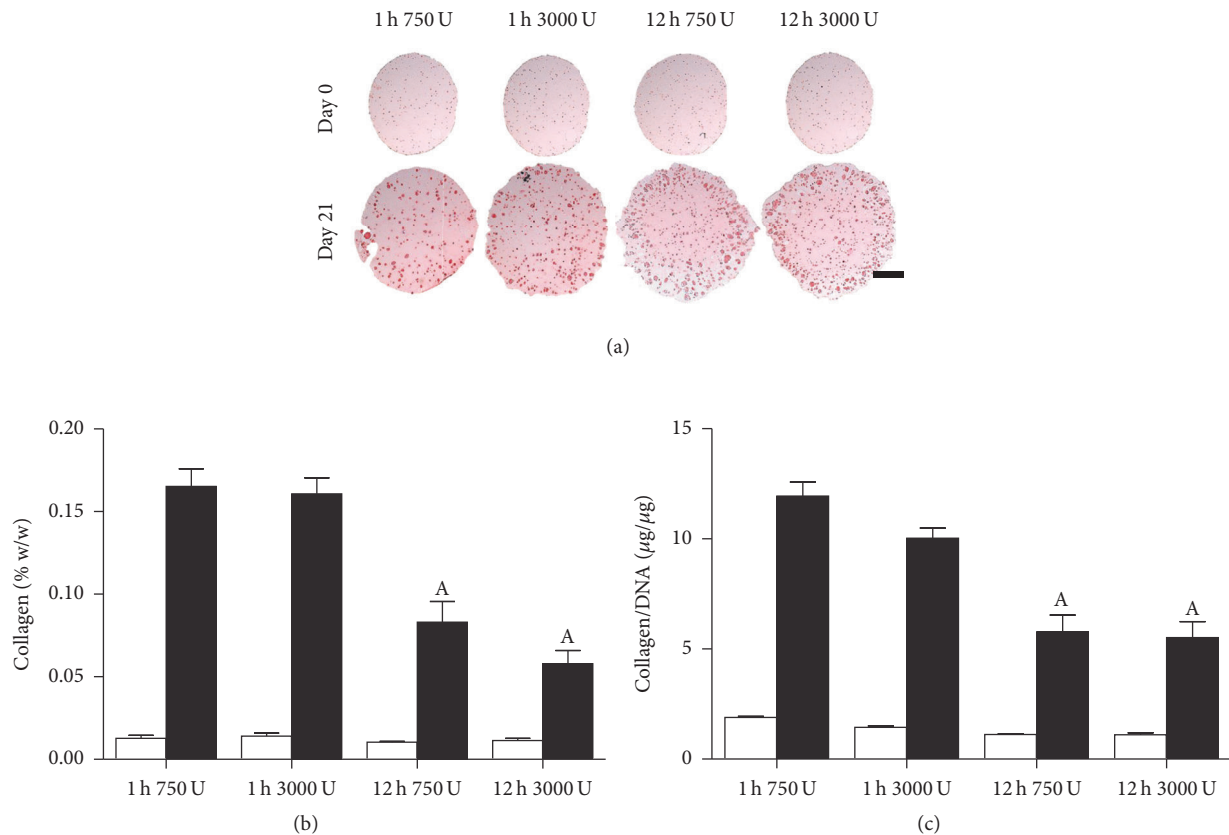 1 h 750 U 1 h 3000 U 12 h 750 U 12 h 3000 U
Day 0
Day 21
(a)
Collagen (% w/w)
0.20
0.15
0.10
0.05
0.00
A
A
1 h 750 U 1 h 3000 U 12 h 750 U 12 h 3000 U
(b)
Collagen/DNA (μg/μg)
15
10
5
0
A
A
1 h 750 U 1 h 3000 U 12 h 750 U 12 h 3000 U
(c)